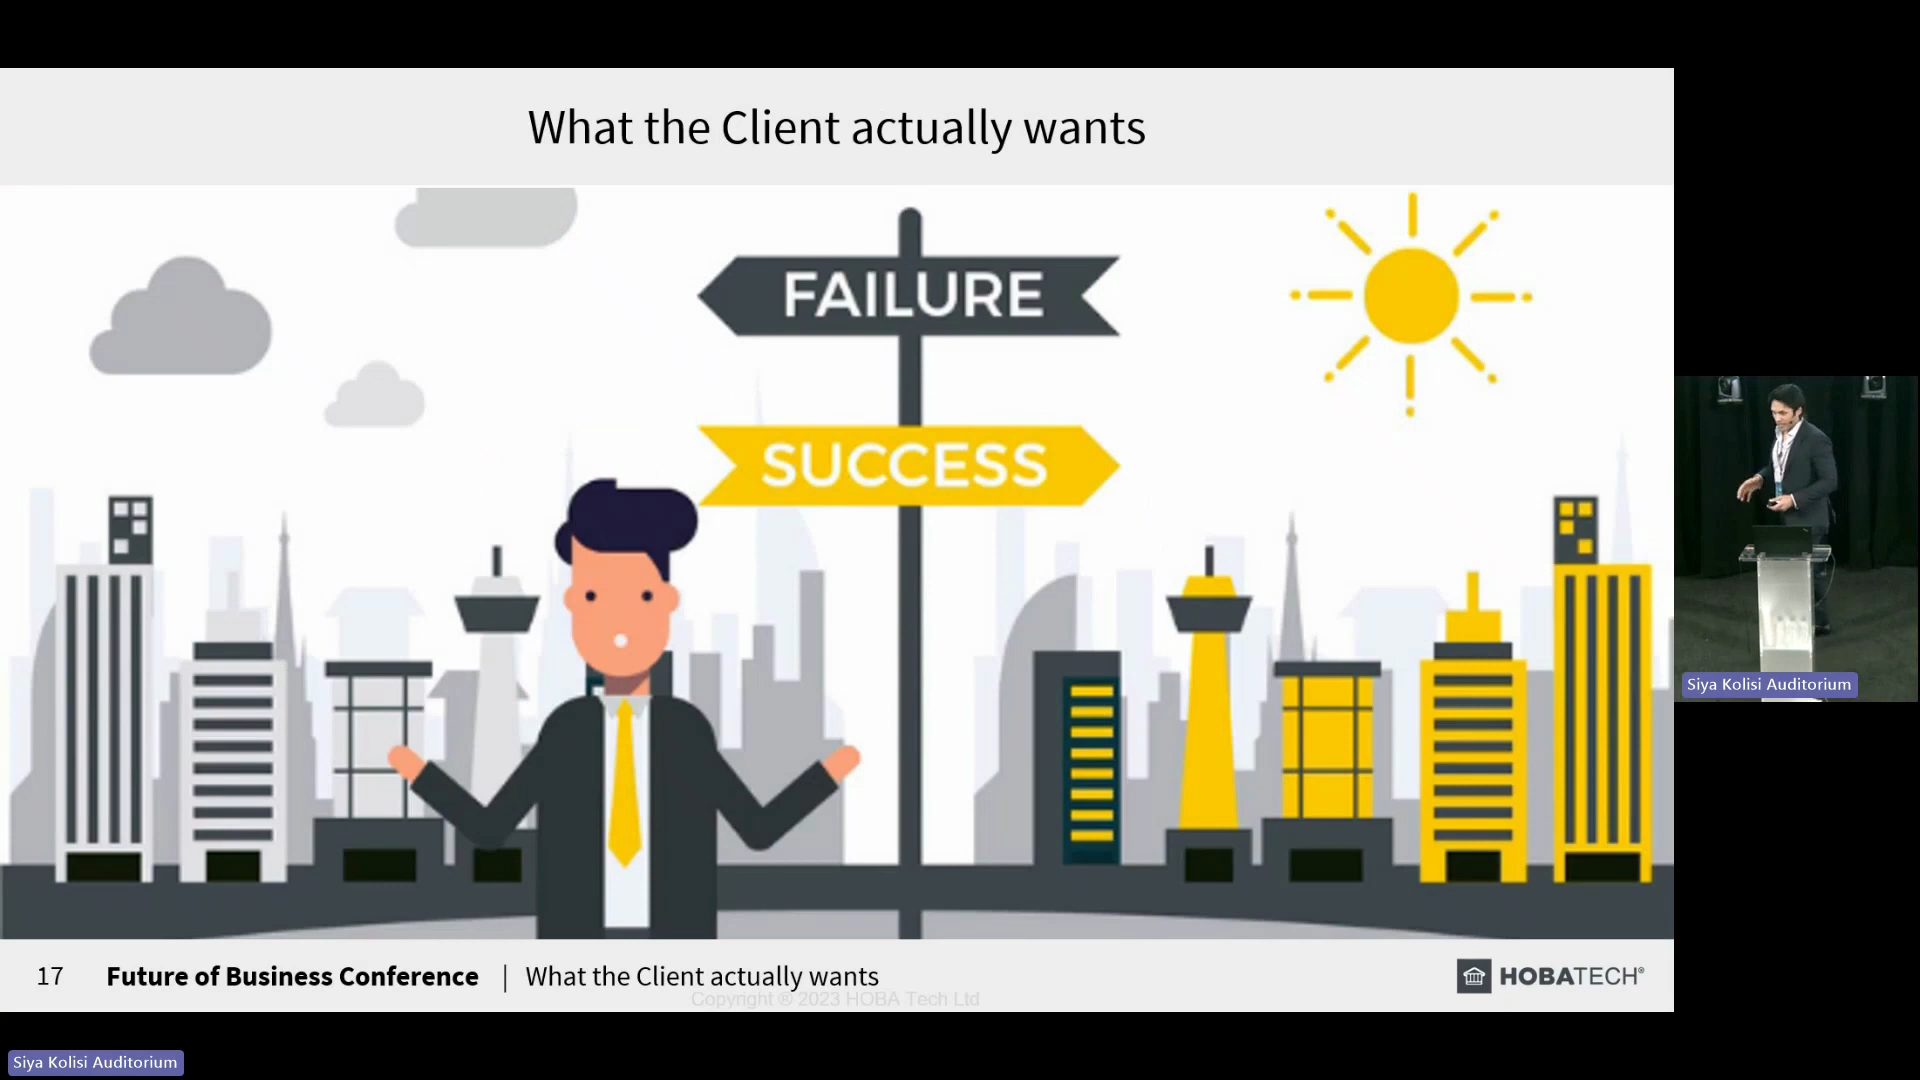 What the Client actually wants
FAILURE
SUCCESS
Siya Kolisi Auditorium
17 Future of Business Conference | What the Client actually wants
Copyright ® 2023 HOBA Tech Ltd
HOBATECH®
Siya Kolisi Auditorium